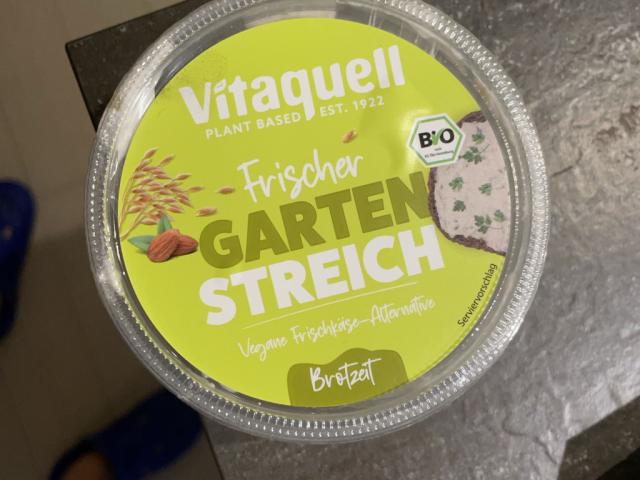 Vitaquell
PLANT BASED EST. 1922
BIO
Frischer
GARTEN
STREICH
Vegane Frischkäse-Alternative
Serviervorschlag
Brotzeit